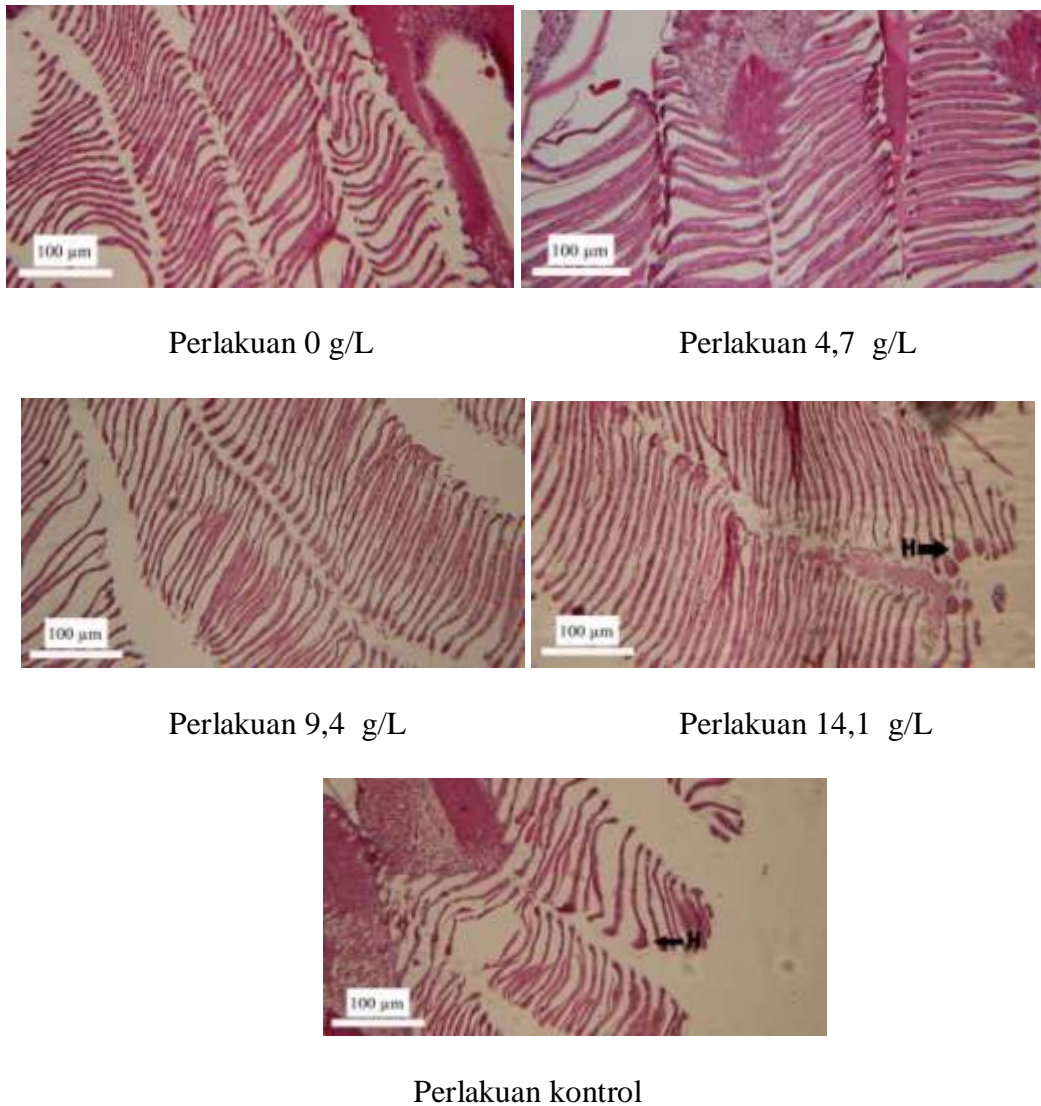 100 µm
100 µm
Perlakuan 0 g/L
Perlakuan 4,7 g/L
100 µm
H
100 µm
Perlakuan 9,4 g/L
Perlakuan 14,1 g/L
H
100 µm
Perlakuan kontrol